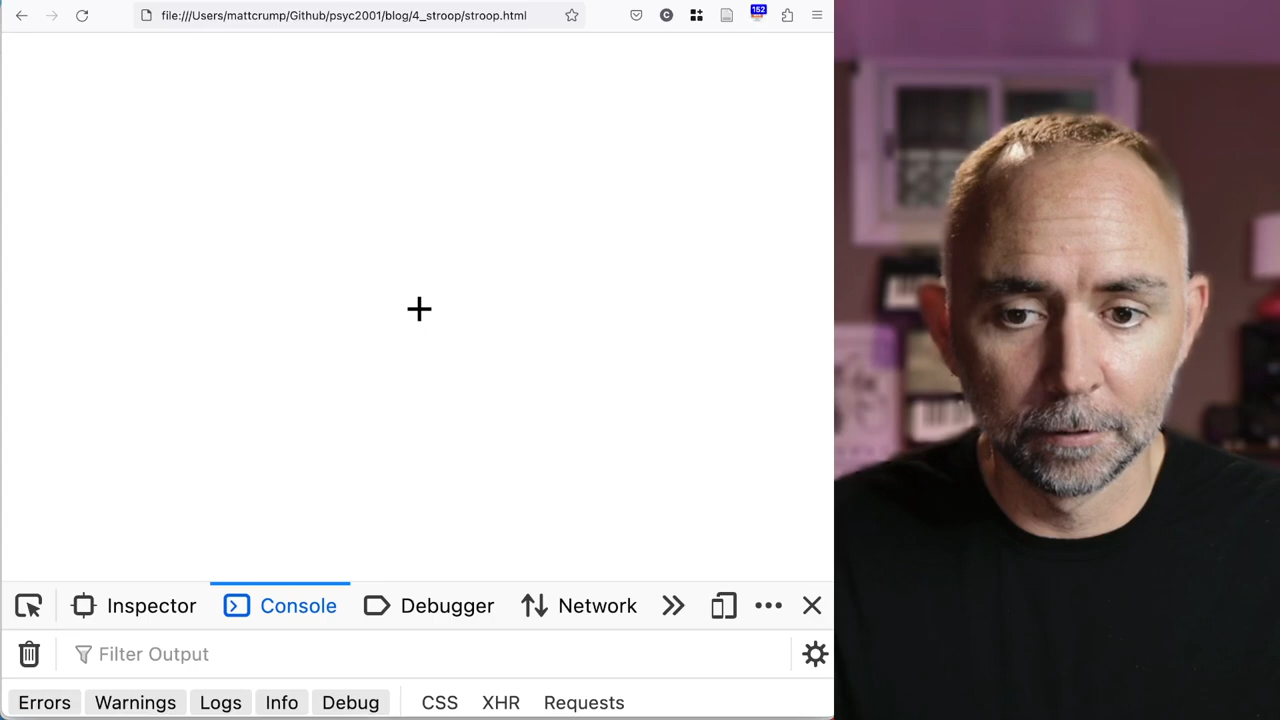 file:///Users/mattcrump/Github/psyc2001/blog/4_stroop/stroop.html
C
152
+
Inspector
Console
Debugger
Network
Filter Output
Errors
Warnings
Logs
Info
Debug
CSS
XHR
Requests